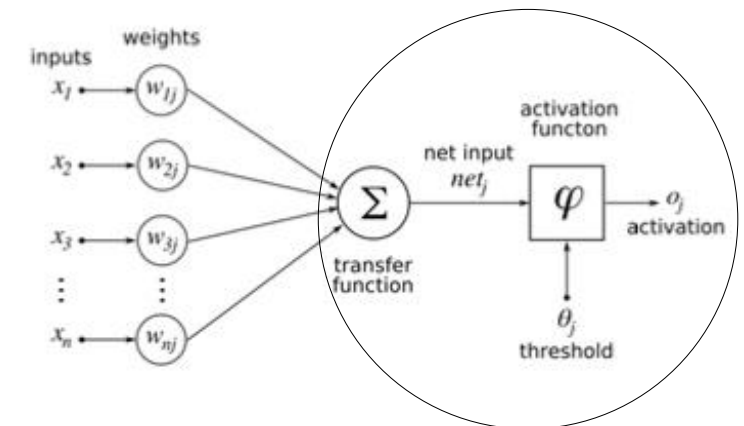 weights
inputs
x₁
w₁ⱼ
x₂
w₂ⱼ
x₃
w₃ⱼ
⋮ ⋮
xₙ
wₙⱼ
Σ
transfer
function
net input
netⱼ
activation
functon
φ
oⱼ
activation
θⱼ
threshold